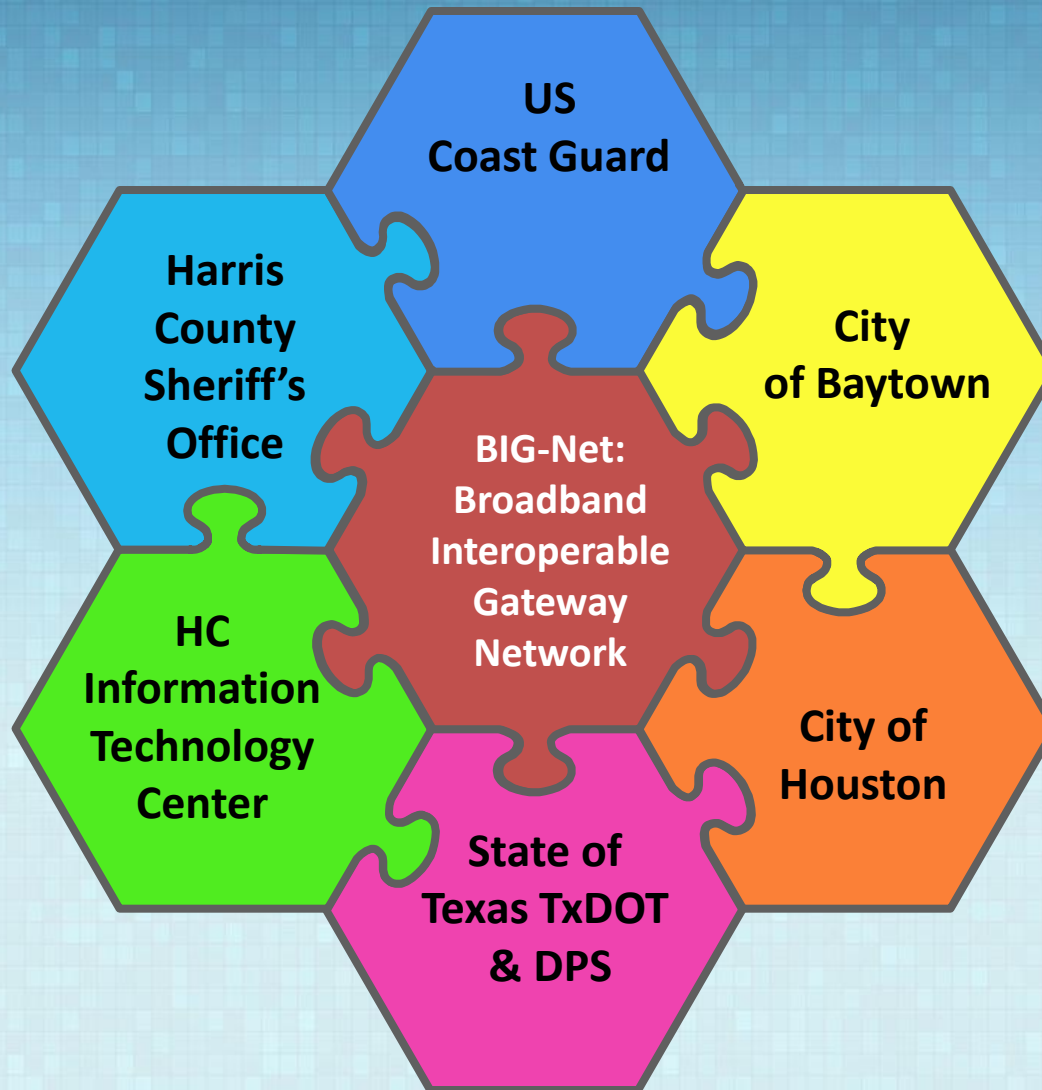 US
Coast Guard
Harris
County
Sheriff’s
Office
City
of Baytown
BIG-Net:
Broadband
Interoperable
Gateway
Network
HC
Information
Technology
Center
City of
Houston
State of
Texas TxDOT
& DPS